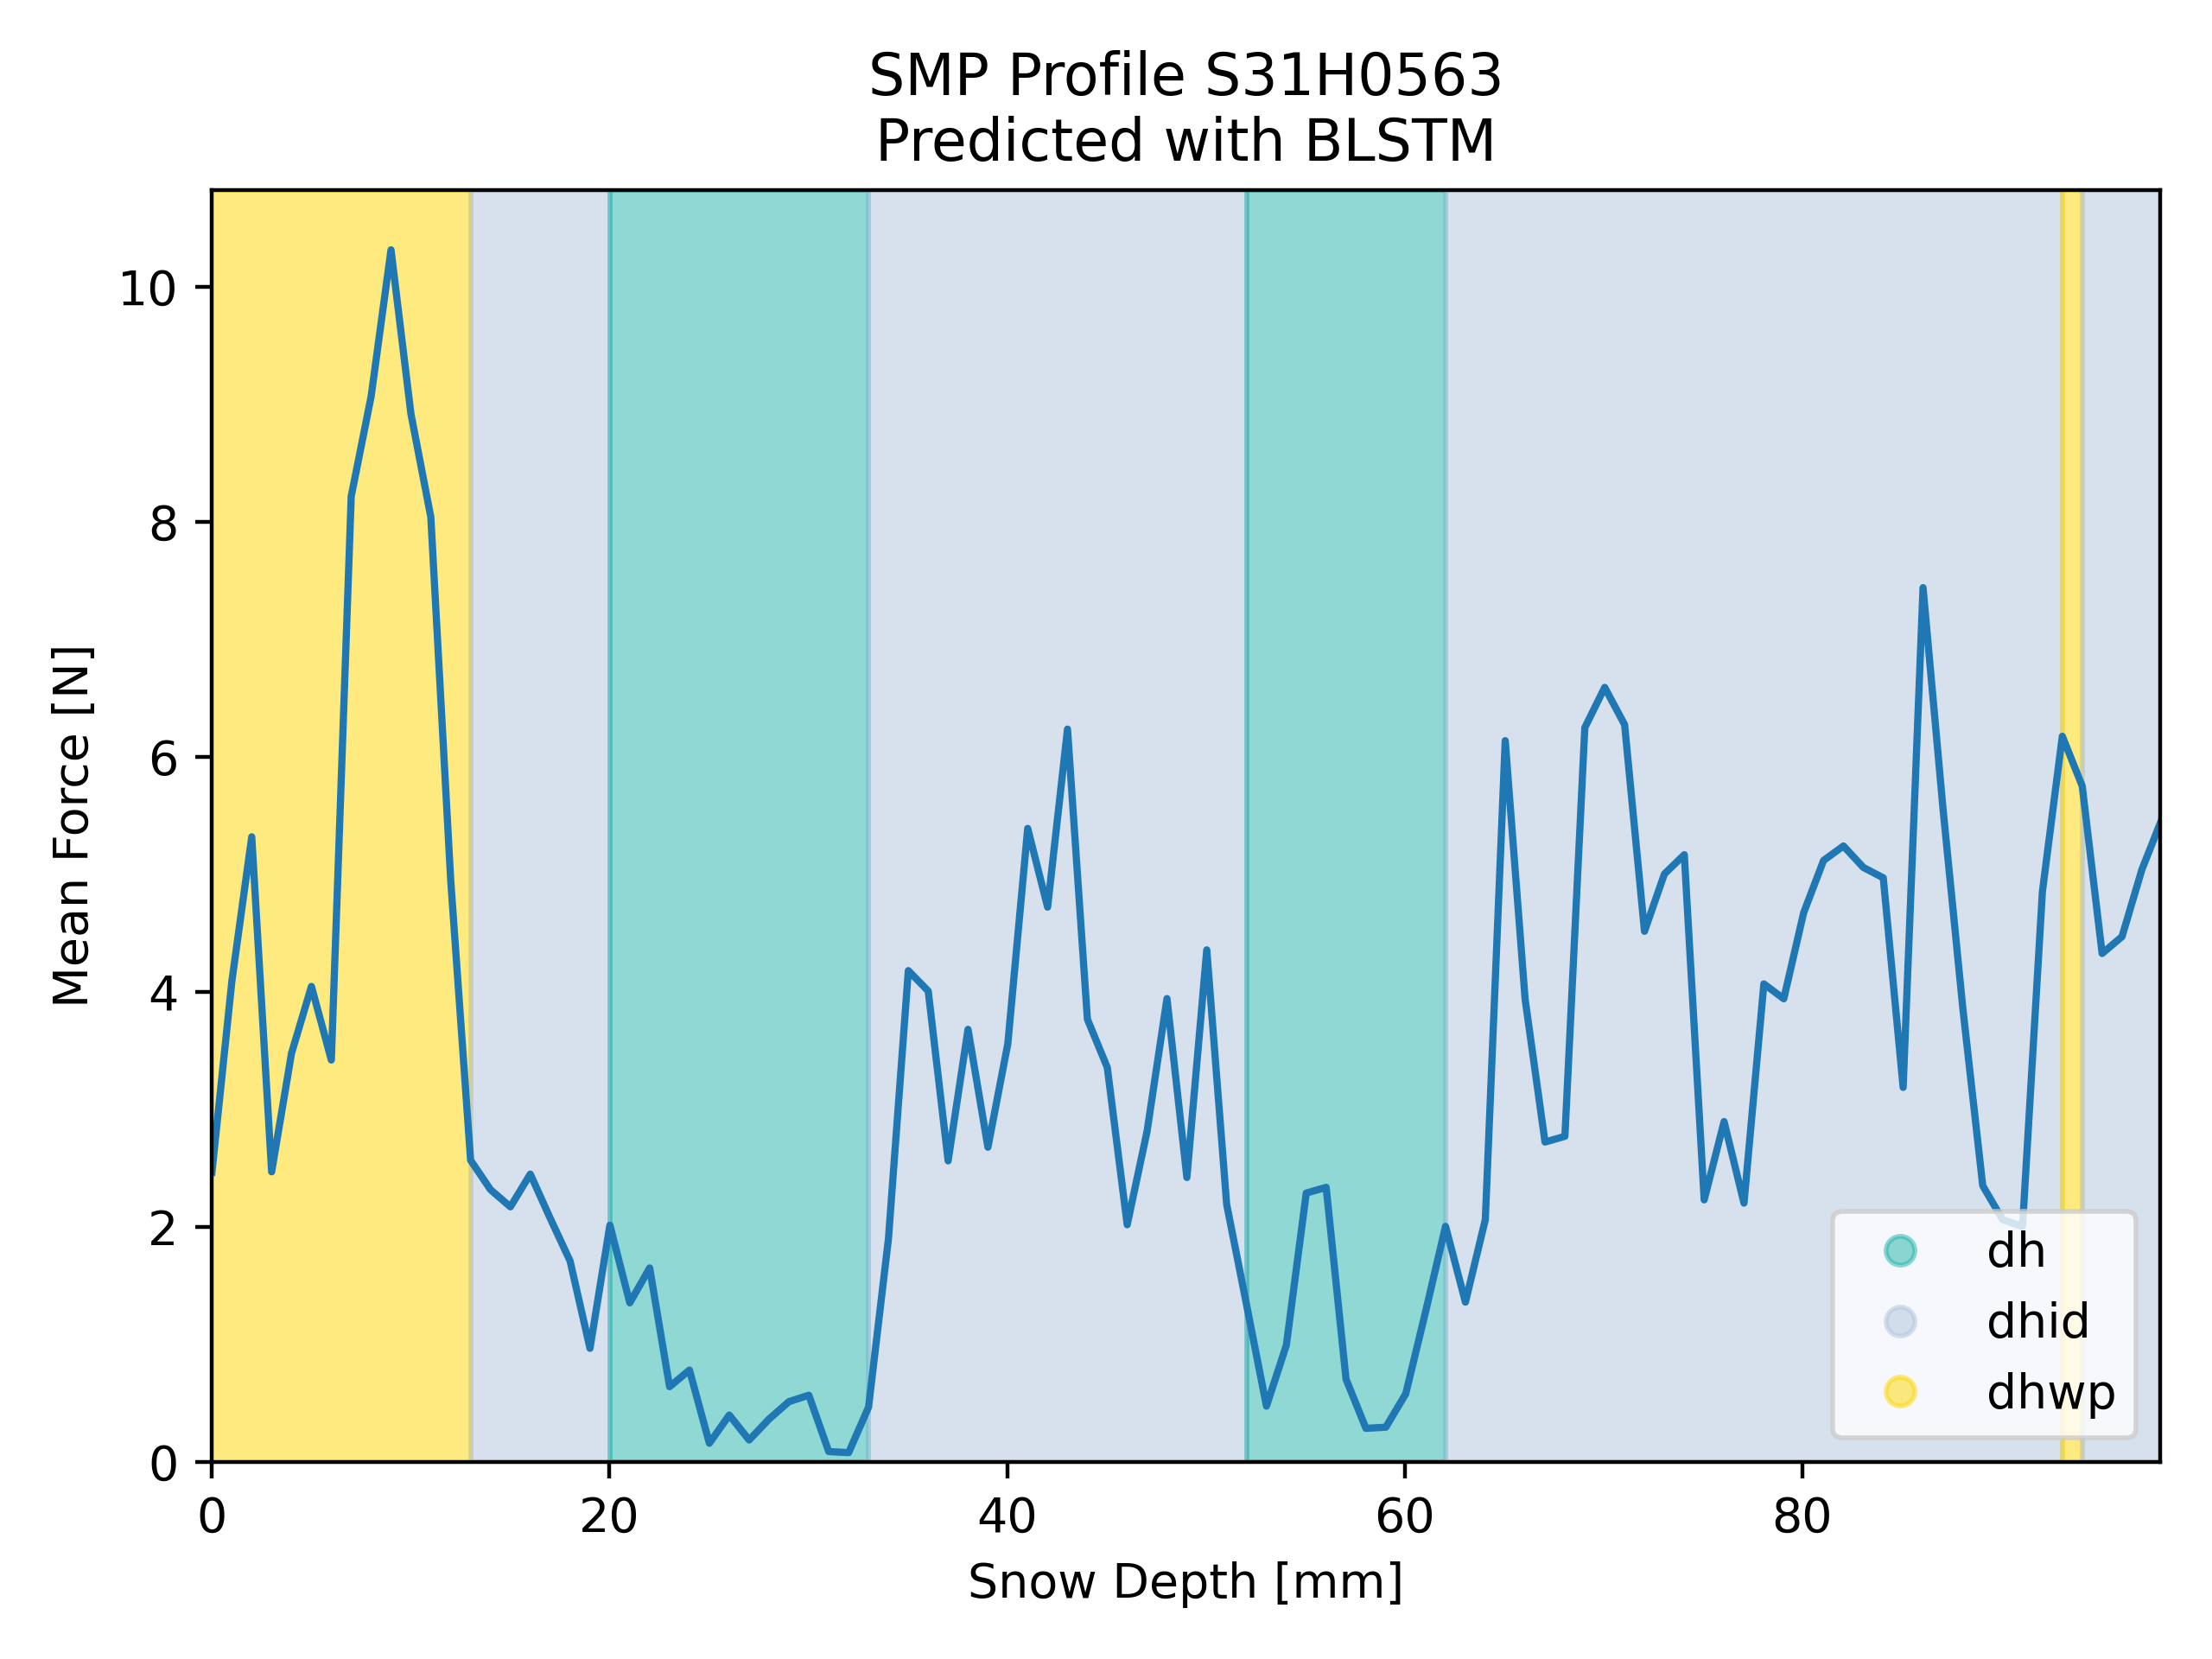 SMP Profile S31H0563
Predicted with BLSTM
Mean Force [N]
10
8
6
4
2
0
0 20 40 60 80
Snow Depth [mm]
dh
dhid
dhwp